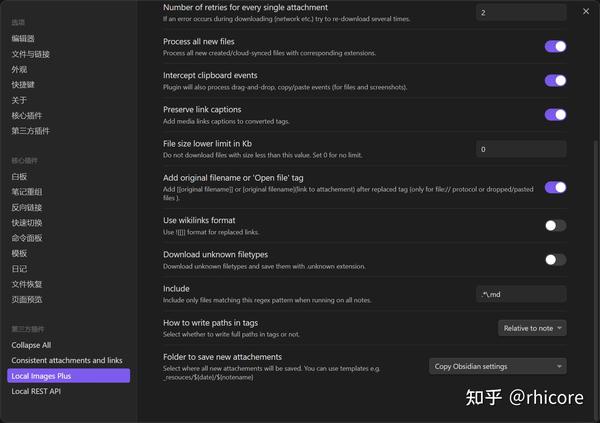 选项
编辑器
文件与链接
外观
快捷键
关于
核心插件
第三方插件
核心插件
白板
笔记重组
反向链接
快速切换
命令面板
模板
日记
文件恢复
页面预览
第三方插件
Collapse All
Consistent attachments and links
Local Images Plus
Local REST API
Number of retries for every single attachment
If an error occurs during downloading (network etc.) try to re-download several times.
2
Process all new files
Process all new created/cloud-synced files with corresponding extensions.
Intercept clipboard events
Plugin will also process drag-and-drop, copy/paste events (for files and screenshots).
Preserve link captions
Add media links captions to converted tags.
File size lower limit in Kb
Do not download files with size less than this value. Set 0 for no limit.
0
Add original filename or 'Open file' tag
Add [[original filename]] or [original filename](link to attachement) after replaced tag (only for file:// protocol or dropped/pasted
files ).
Use wikilinks format
Use ![[]] format for replaced links.
Download unknown filetypes
Download unknown filetypes and save them with .unknown extension.
Include
Include only files matching this regex pattern when running on all notes.
.*\.md
How to write paths in tags
Select whether to write full paths in tags or not.
Relative to note
Folder to save new attachements
Select where all new attachements will be saved. You can use templates e.g.
_resouces/${date}/${notename}
Copy Obsidian settings
知乎 @rhicore